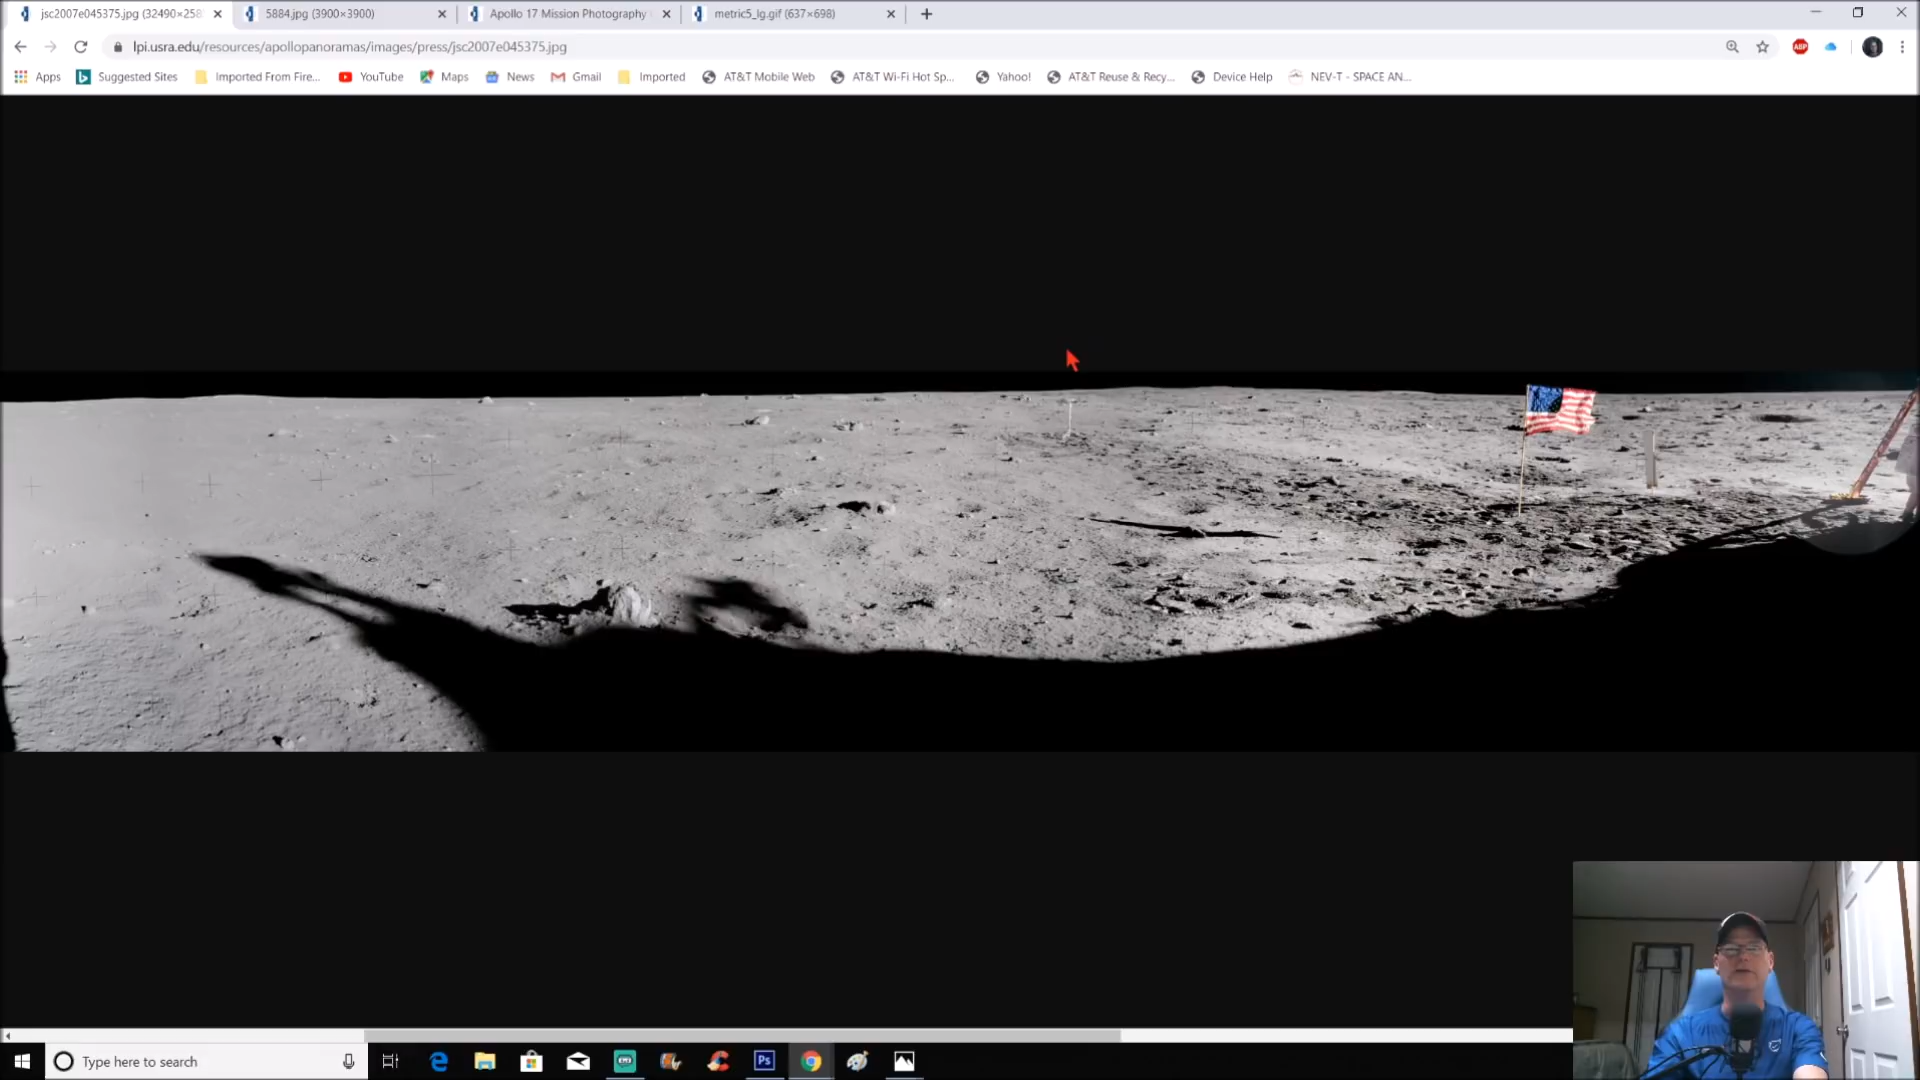 jsc2007e045375.jpg (32490×258
5884.jpg (3900×3900)
Apollo 17 Mission Photography
metric5_lg.gif (637×698)
lpi.usra.edu/resources/apollopanoramas/images/press/jsc2007e045375.jpg
ABP
Apps
Suggested Sites
Imported From Fire...
YouTube
Maps
News
Gmail
Imported
AT&T Mobile Web
AT&T Wi-Fi Hot Sp...
Yahoo!
AT&T Reuse & Recy...
Device Help
NEV-T - SPACE AN...
Type here to search
Ps